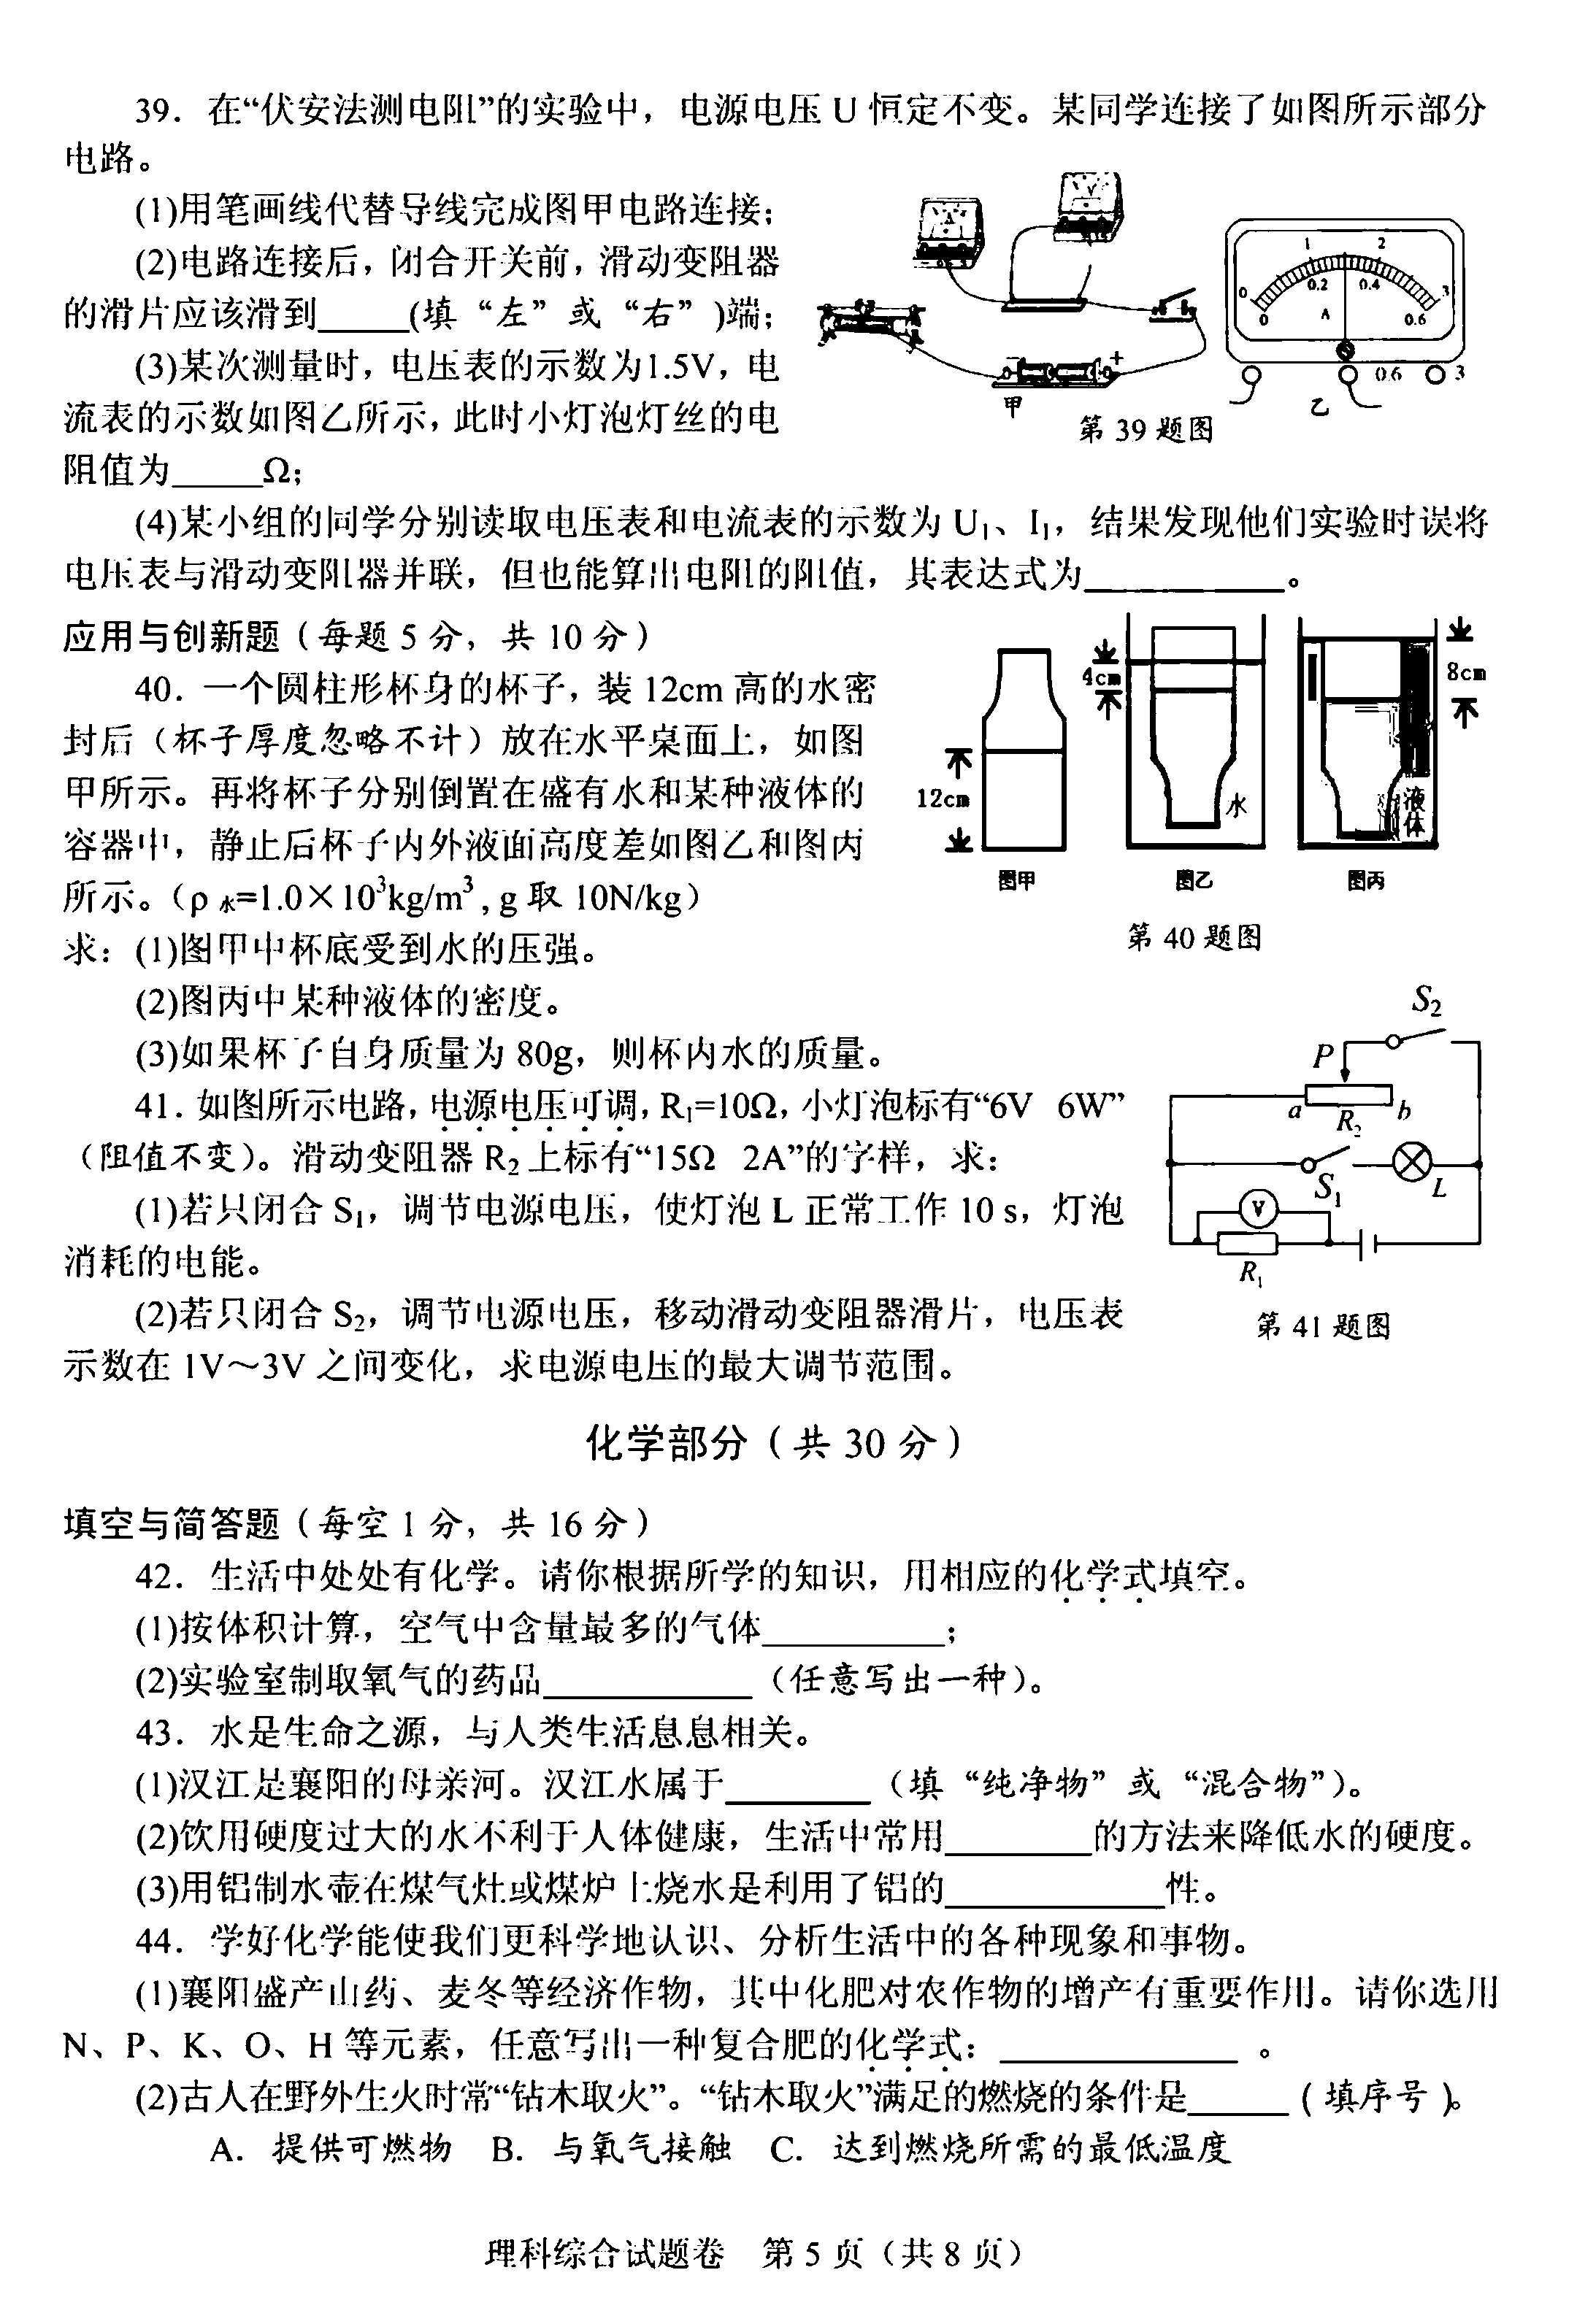 39．在“伏安法测电阻”的实验中，电源电压 U 恒定不变。某同学连接了如图所示部分
电路。
(1)用笔画线代替导线完成图甲电路连接；
(2)电路连接后，闭合开关前，滑动变阻器
的滑片应该滑到_____(填“左”或“右”)端；
(3)某次测量时，电压表的示数为1.5V，电
流表的示数如图乙所示，此时小灯泡灯丝的电
阻值为_____Ω；
甲
0 1 2 3
0 0.2 0.4 0.6
A
0.6 3
乙
第 39 题图
(4)某小组的同学分别读取电压表和电流表的示数为 U₁、I₁，结果发现他们实验时误将
电压表与滑动变阻器并联，但也能算出电阻的阻值，其表达式为___________。
应用与创新题（每题 5 分，共 10 分）
40．一个圆柱形杯身的杯子，装 12cm 高的水密
封后（杯子厚度忽略不计）放在水平桌面上，如图
甲所示。再将杯子分别倒置在盛有水和某种液体的
容器中，静止后杯子内外液面高度差如图乙和图丙
所示。（ρ水=1.0×10³kg/m³ , g 取 10N/kg）
求：(1)图甲中杯底受到水的压强。
(2)图丙中某种液体的密度。
(3)如果杯子自身质量为 80g，则杯内水的质量。
12cm
4cm
水
8cm
液体
图甲
图乙
图丙
第 40 题图
41．如图所示电路，电源电压可调，R₁=10Ω，小灯泡标有“6V 6W”
（阻值不变）。滑动变阻器 R₂ 上标有“15Ω 2A”的字样，求：
(1)若只闭合 S₁，调节电源电压，使灯泡 L 正常工作 10 s，灯泡
消耗的电能。
(2)若只闭合 S₂，调节电源电压，移动滑动变阻器滑片，电压表
示数在 1V～3V 之间变化，求电源电压的最大调节范围。
S₂
P
a R₂ b
S₁ L
V
R₁
第 41 题图
化学部分（共 30 分）
填空与简答题（每空 1 分，共 16 分）
42．生活中处处有化学。请你根据所学的知识，用相应的化学式填空。
(1)按体积计算，空气中含量最多的气体__________；
(2)实验室制取氧气的药品___________（任意写出一种）。
43．水是生命之源，与人类生活息息相关。
(1)汉江是襄阳的母亲河。汉江水属于________（填“纯净物”或“混合物”）。
(2)饮用硬度过大的水不利于人体健康，生活中常用________的方法来降低水的硬度。
(3)用铝制水壶在煤气灶或煤炉上烧水是利用了铝的____________性。
44．学好化学能使我们更科学地认识、分析生活中的各种现象和事物。
(1)襄阳盛产山药、麦冬等经济作物，其中化肥对农作物的增产有重要作用。请你选用
N、P、K、O、H 等元素，任意写出一种复合肥的化学式：_____________ 。
(2)古人在野外生火时常“钻木取火”。“钻木取火”满足的燃烧的条件是_____（填序号）。
A．提供可燃物 B．与氧气接触 C．达到燃烧所需的最低温度
理科综合试题卷 第 5 页（共 8 页）